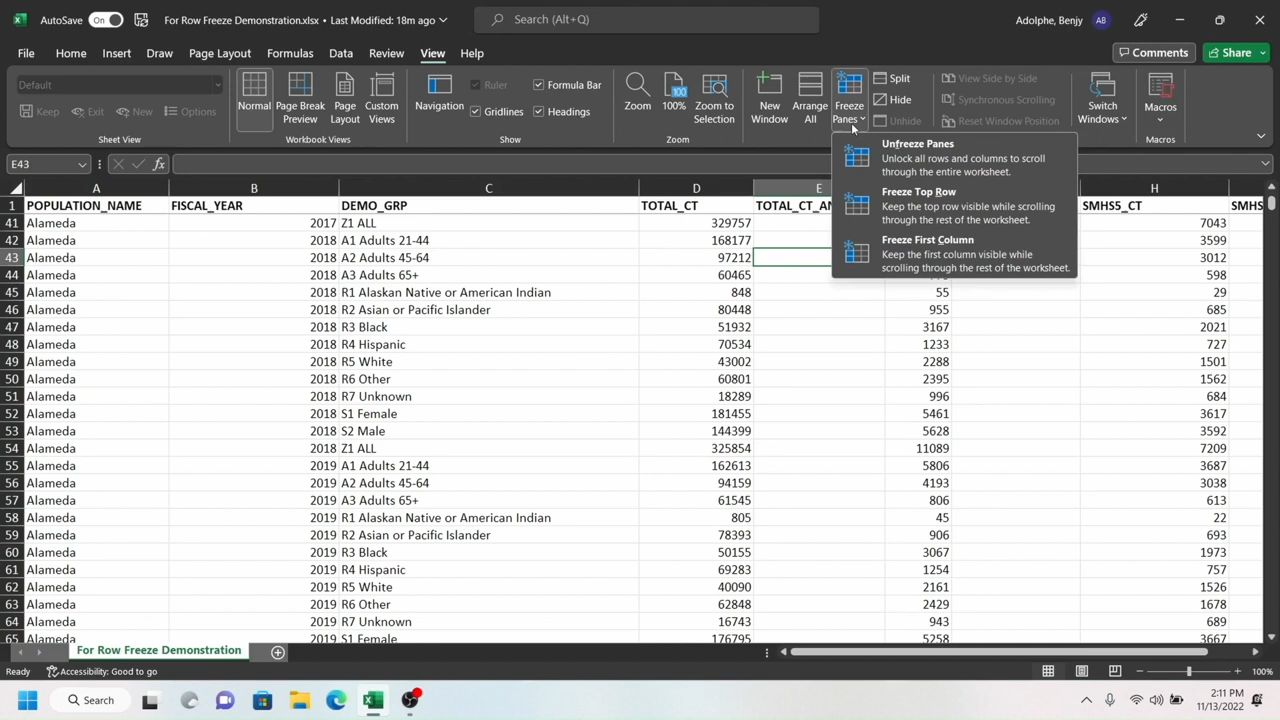 AutoSave On For Row Freeze Demonstration.xlsx • Last Modified: 18m ago Search (Alt+Q) Adolphe, Benjy AB
File Home Insert Draw Page Layout Formulas Data Review View Help Comments Share
Default
Keep Exit New Options
Sheet View
Normal
Page Break Preview
Page Layout
Custom Views
Workbook Views
Navigation
Ruler Formula Bar
Gridlines Headings
Show
Zoom
100
100%
Zoom to Selection
Zoom
New Window
Arrange All
Freeze Panes
Split
Hide
Unhide
View Side by Side
Synchronous Scrolling
Reset Window Position
Switch Windows
Macros
Macros
Unfreeze Panes
Unlock all rows and columns to scroll
through the entire worksheet.
Freeze Top Row
Keep the top row visible while scrolling
through the rest of the worksheet.
Freeze First Column
Keep the first column visible while
scrolling through the rest of the worksheet.
E43 fx
A B C D E H
1 POPULATION_NAME FISCAL_YEAR DEMO_GRP TOTAL_CT TOTAL_CT_AN SMHS5_CT SMHS
41 Alameda 2017 Z1 ALL 329757 7043
42 Alameda 2018 A1 Adults 21-44 168177 3599
43 Alameda 2018 A2 Adults 45-64 97212 3012
44 Alameda 2018 A3 Adults 65+ 60465 598
45 Alameda 2018 R1 Alaskan Native or American Indian 848 55 29
46 Alameda 2018 R2 Asian or Pacific Islander 80448 955 685
47 Alameda 2018 R3 Black 51932 3167 2021
48 Alameda 2018 R4 Hispanic 70534 1233 727
49 Alameda 2018 R5 White 43002 2288 1501
50 Alameda 2018 R6 Other 60801 2395 1562
51 Alameda 2018 R7 Unknown 18289 996 684
52 Alameda 2018 S1 Female 181455 5461 3617
53 Alameda 2018 S2 Male 144399 5628 3592
54 Alameda 2018 Z1 ALL 325854 11089 7209
55 Alameda 2019 A1 Adults 21-44 162613 5806 3687
56 Alameda 2019 A2 Adults 45-64 94159 4193 3038
57 Alameda 2019 A3 Adults 65+ 61545 806 613
58 Alameda 2019 R1 Alaskan Native or American Indian 805 45 22
59 Alameda 2019 R2 Asian or Pacific Islander 78393 906 693
60 Alameda 2019 R3 Black 50155 3067 1973
61 Alameda 2019 R4 Hispanic 69283 1254 757
62 Alameda 2019 R5 White 40090 2161 1526
63 Alameda 2019 R6 Other 62848 2429 1678
64 Alameda 2019 R7 Unknown 16743 943 689
65 Alameda 2019 S1 Female 176795 5258 3667
For Row Freeze Demonstration
Ready Accessibility: Good to go 100%
Search
2:11 PM
11/13/2022